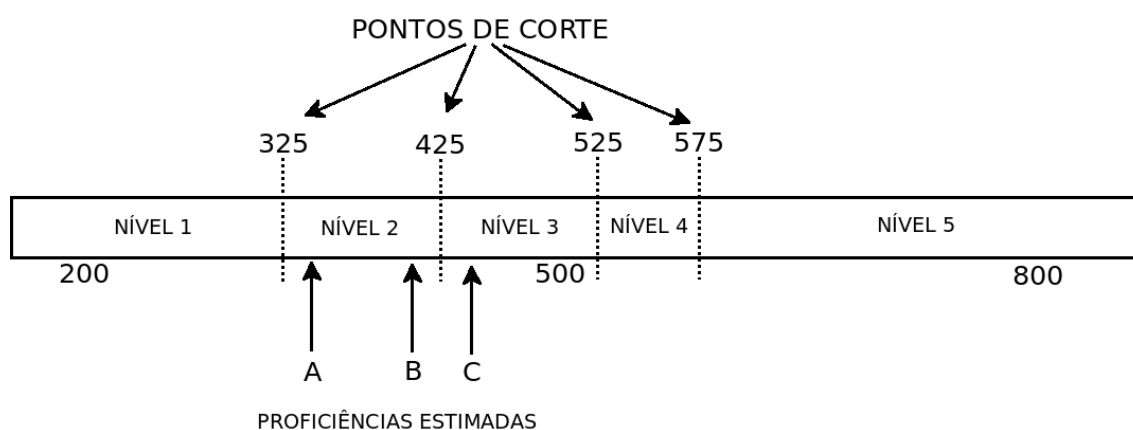 PONTOS DE CORTE
325 425 525 575
NÍVEL 1 NÍVEL 2 NÍVEL 3 NÍVEL 4 NÍVEL 5
200 500 800
A B C
PROFICIÊNCIAS ESTIMADAS